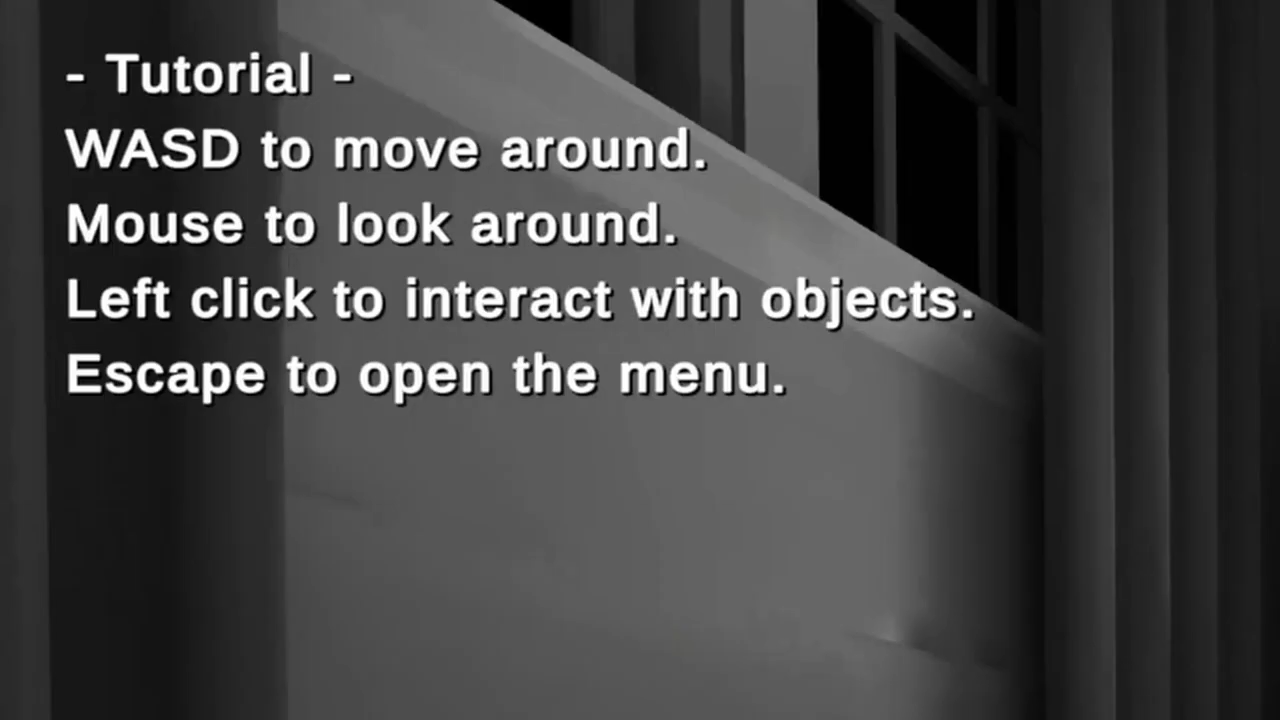 - Tutorial -
WASD to move around.
Mouse to look around.
Left click to interact with objects.
Escape to open the menu.